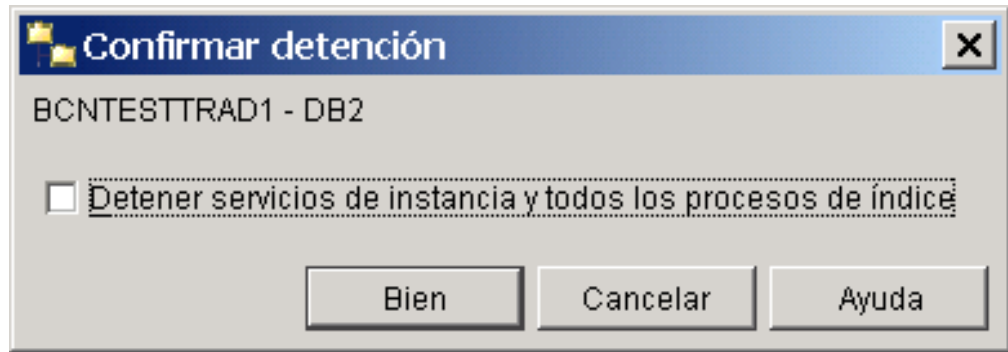 Confirmar detención
BCNTESTTRAD1 - DB2
Detener servicios de instancia y todos los procesos de índice
Bien Cancelar Ayuda